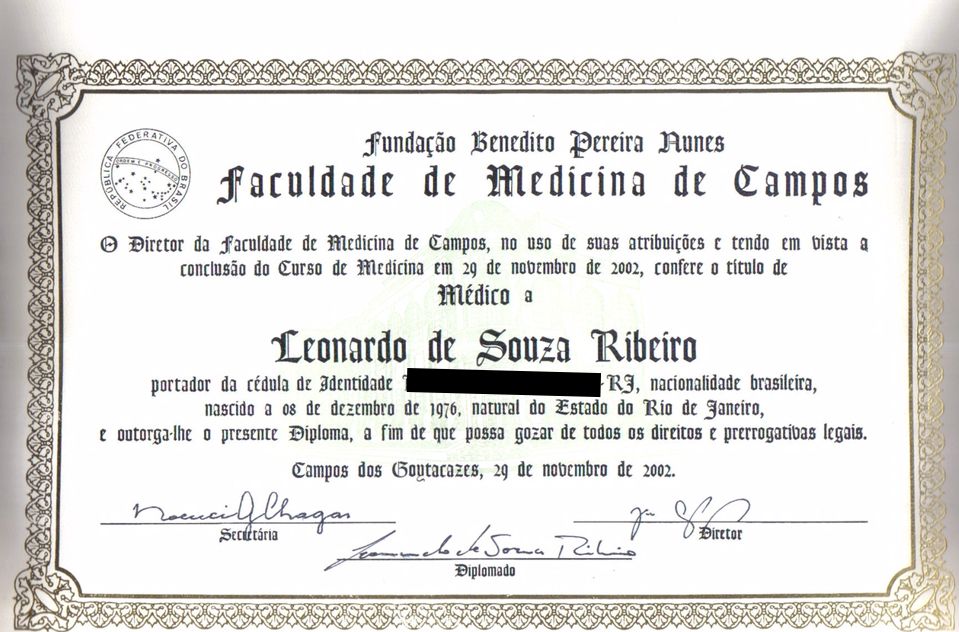 REPÚBLICA FEDERATIVA DO BRASIL
ORDEM E PROGRESSO
Fundação Benedito Pereira Nunes
Faculdade de Medicina de Campos
O Diretor da Faculdade de Medicina de Campos, no uso de suas atribuições e tendo em vista a
conclusão do Curso de Medicina em 29 de novembro de 2002, confere o título de
Médico a
Leonardo de Souza Ribeiro
portador da cédula de Identidade -RJ, nacionalidade brasileira,
nascido a 08 de dezembro de 1976, natural do Estado do Rio de Janeiro,
e outorga-lhe o presente Diploma, a fim de que possa gozar de todos os direitos e prerrogativas legais.
Campos dos Goytacazes, 29 de novembro de 2002.
Secretária
Diretor
Leonardo de Souza Ribeiro
Diplomado